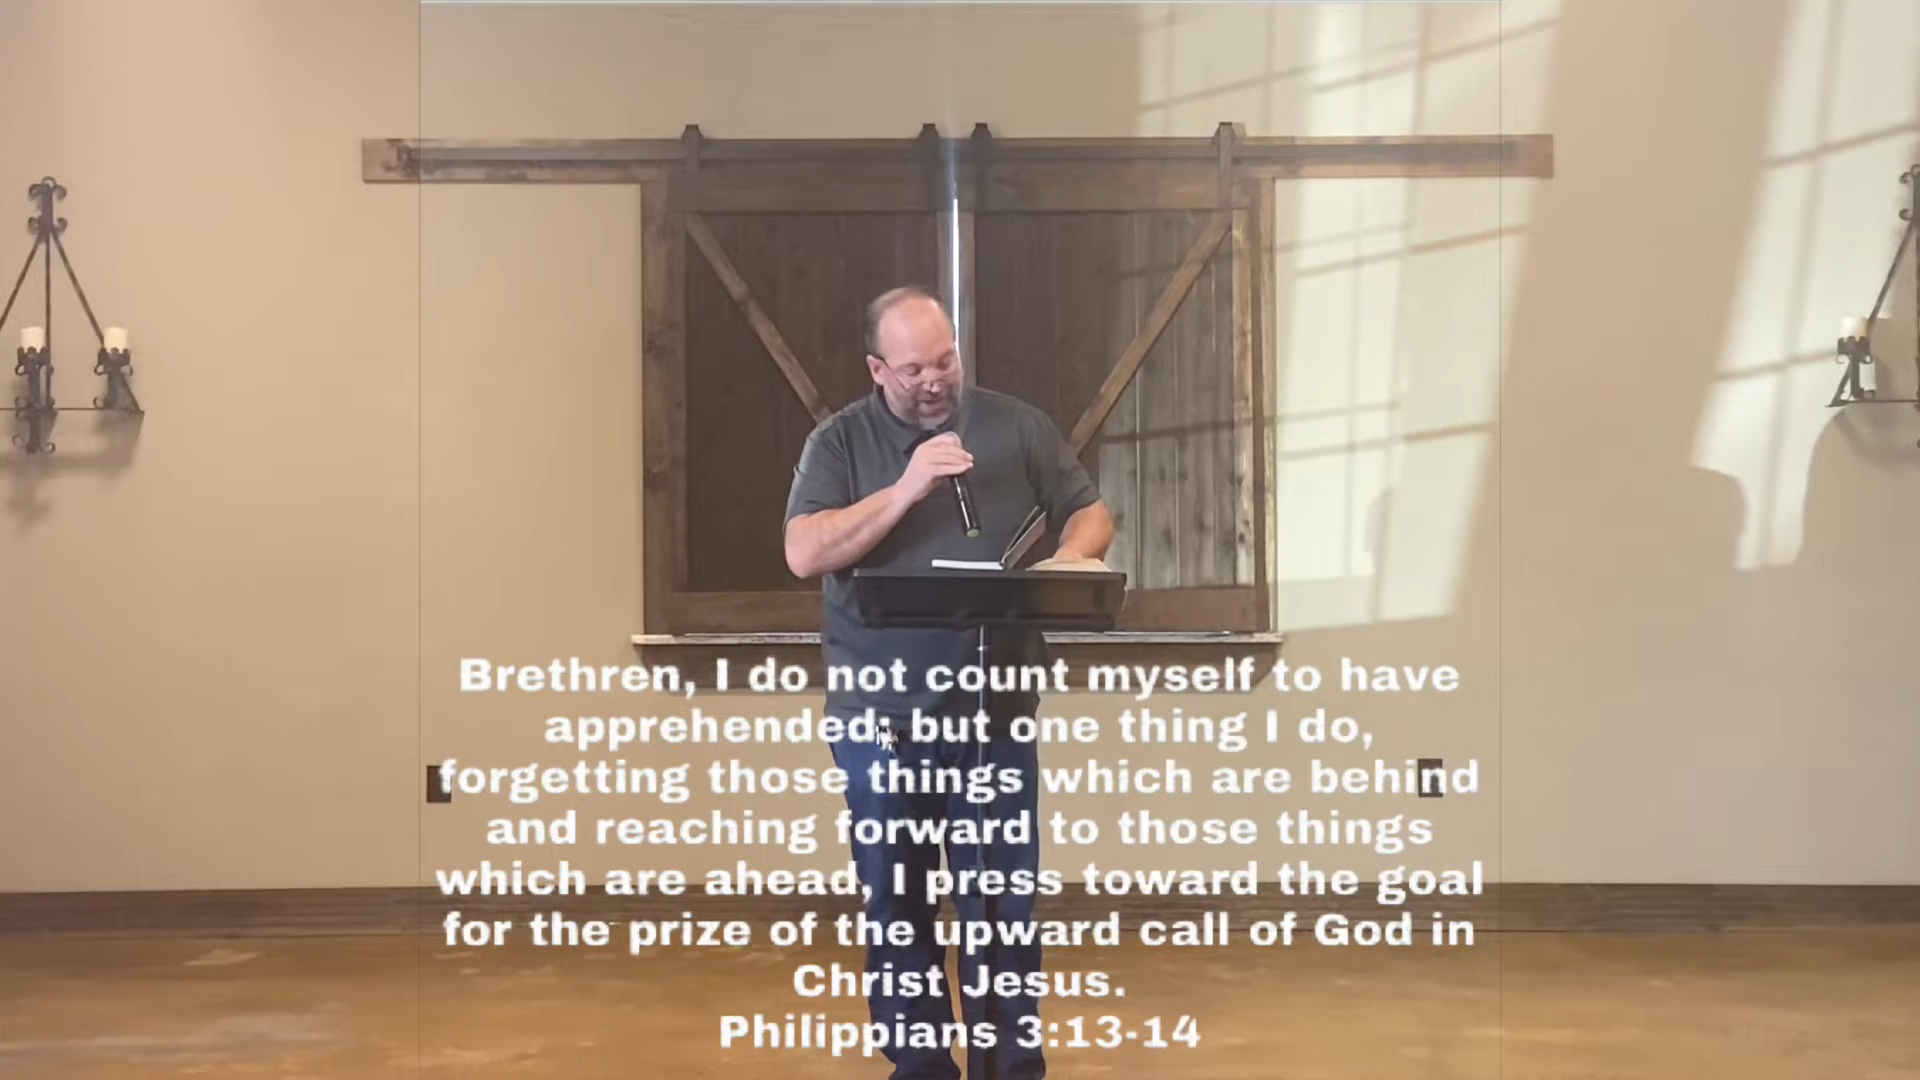 Brethren, I do not count myself to have
apprehended; but one thing I do,
forgetting those things which are behind
and reaching forward to those things
which are ahead, I press toward the goal
for the prize of the upward call of God in
Christ Jesus.
Philippians 3:13-14